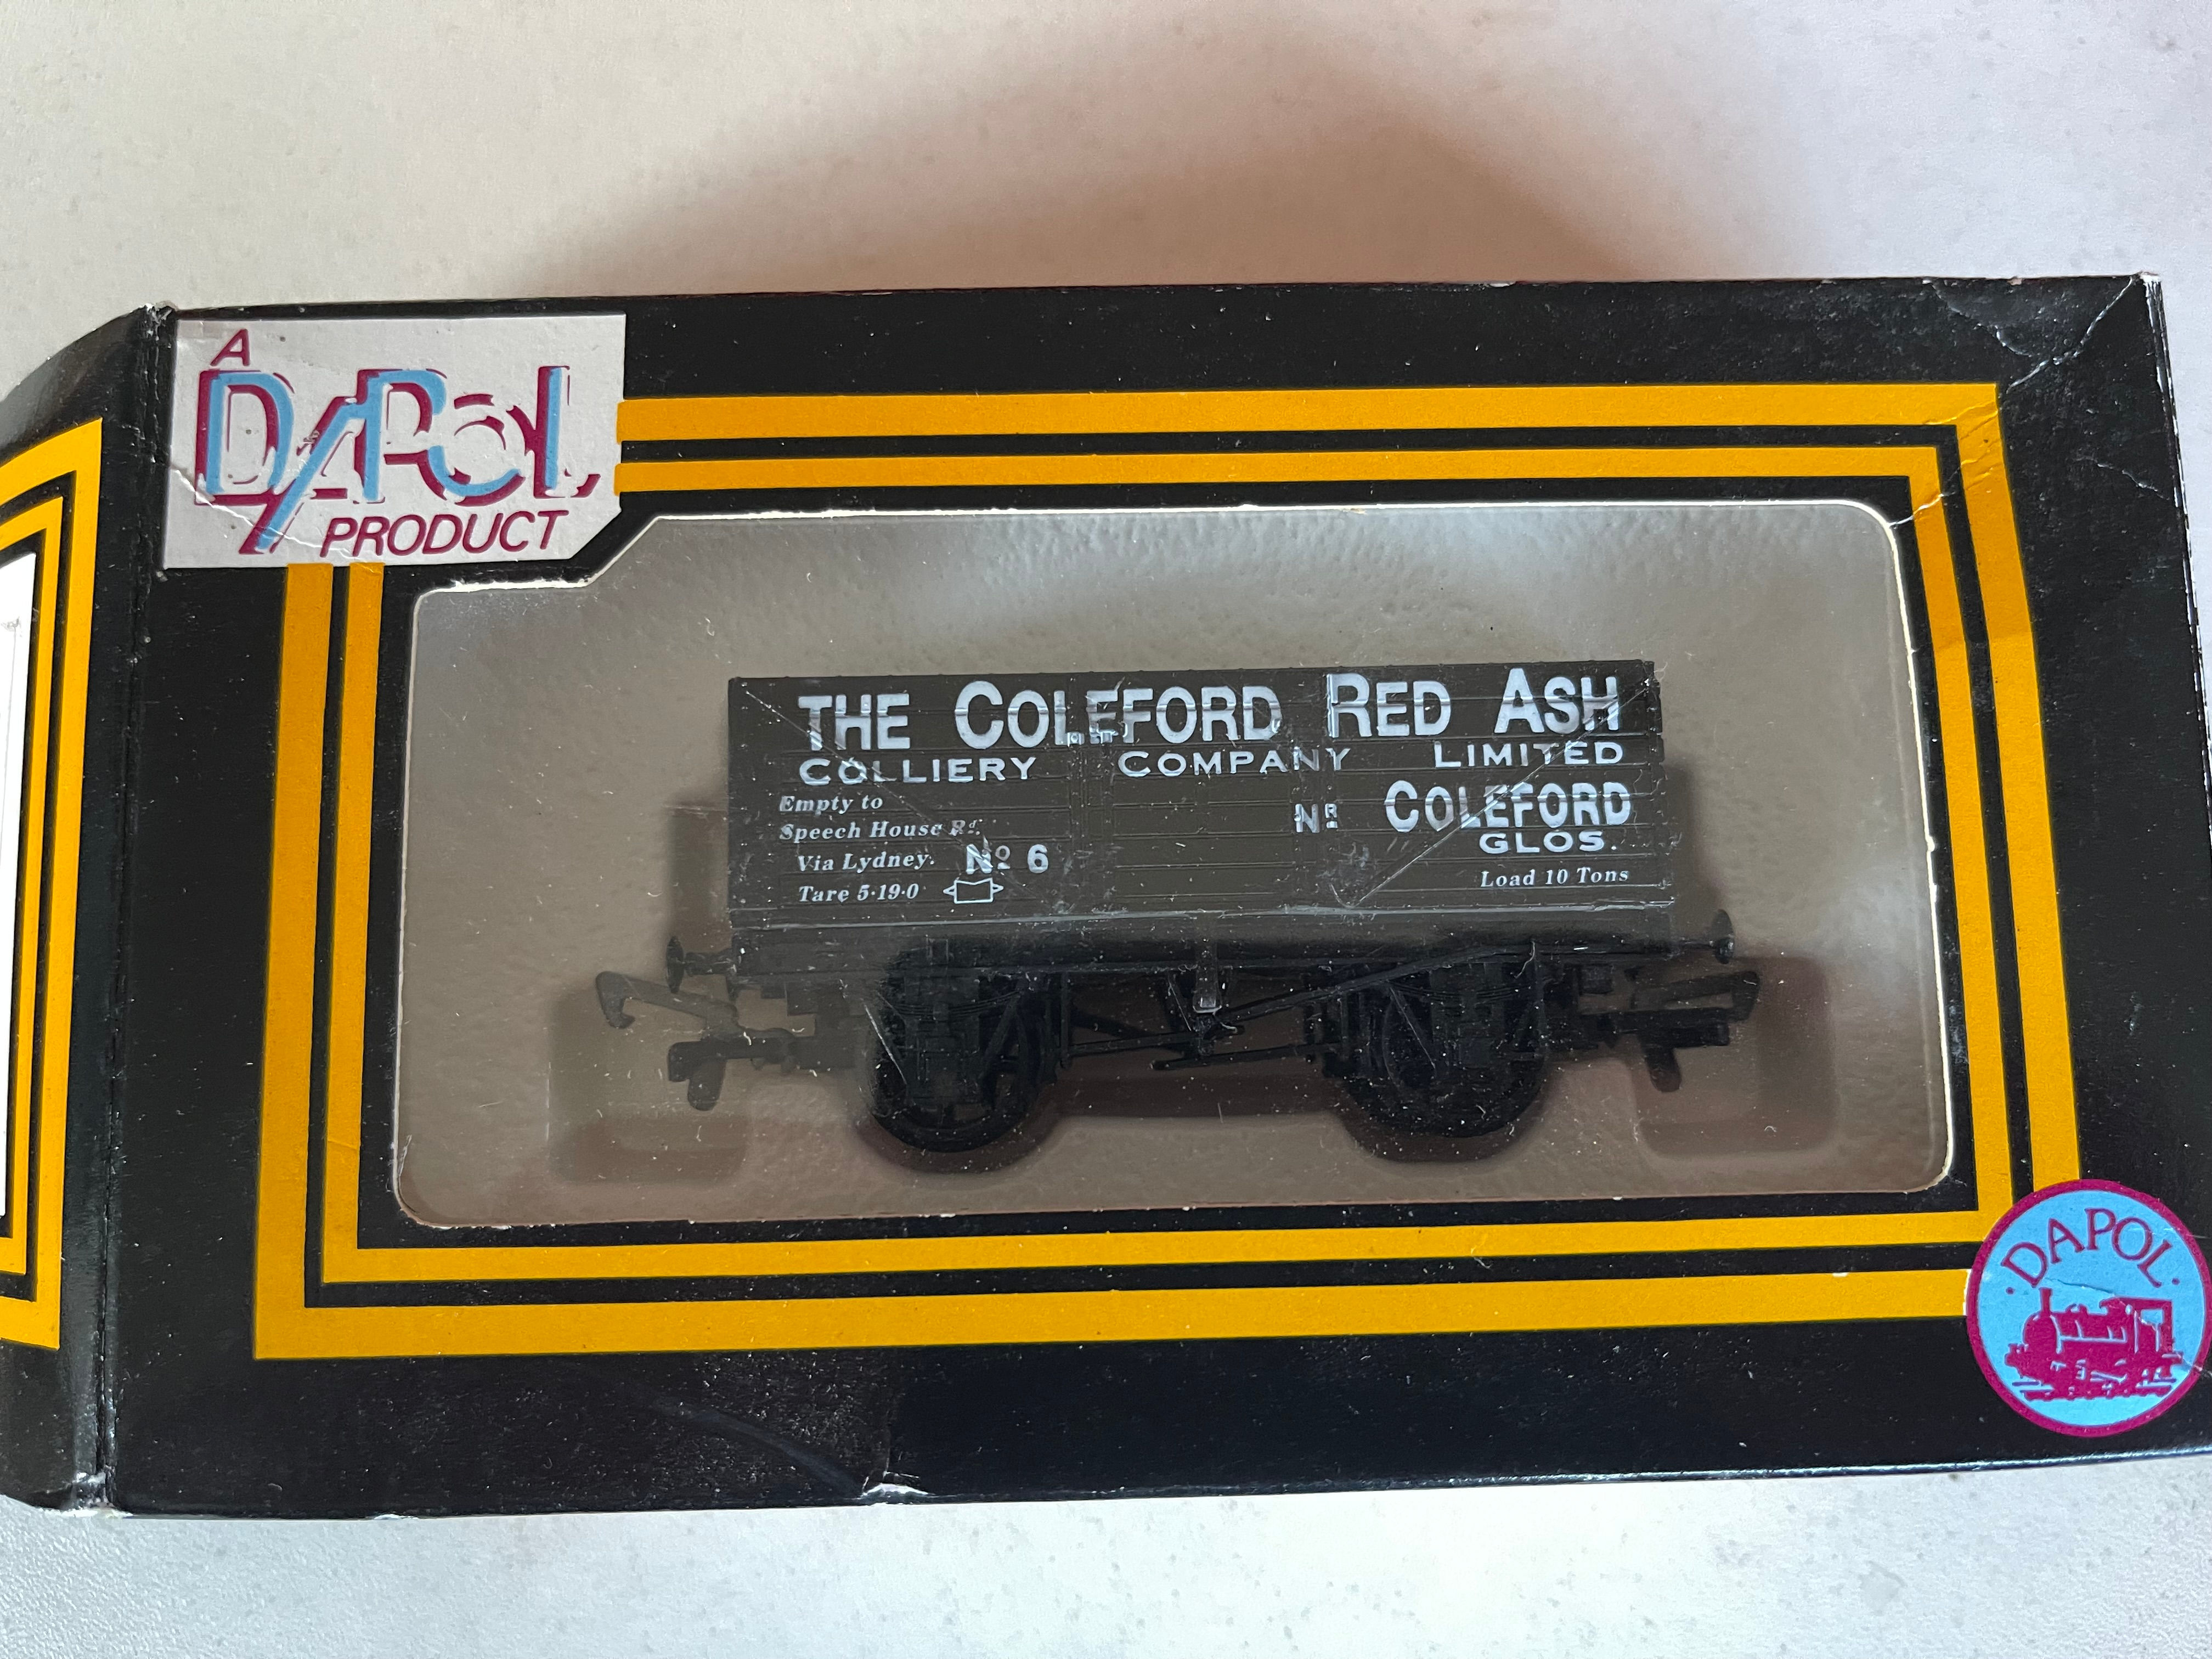 A
DAPOL
PRODUCT
THE COLEFORD RED ASH
COLLIERY COMPANY LIMITED
Empty to
Speech House Rd.
Via Lydney.
Nº 6
Tare 5·19·0
NR COLEFORD
GLOS.
Load 10 Tons
· DAPOL ·